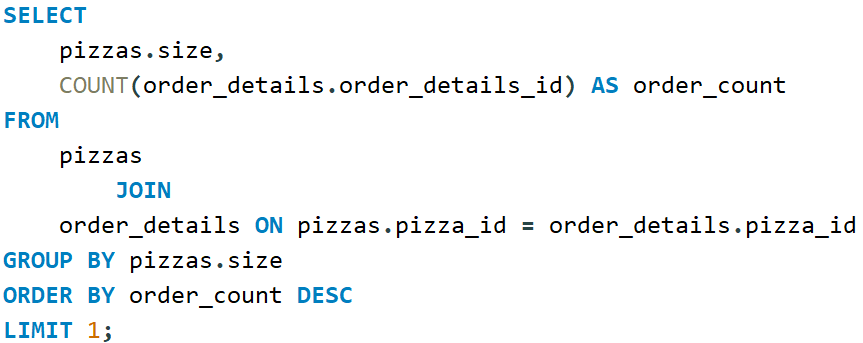 SELECT
    pizzas.size,
    COUNT(order_details.order_details_id) AS order_count
FROM
    pizzas
        JOIN
    order_details ON pizzas.pizza_id = order_details.pizza_id
GROUP BY pizzas.size
ORDER BY order_count DESC
LIMIT 1;